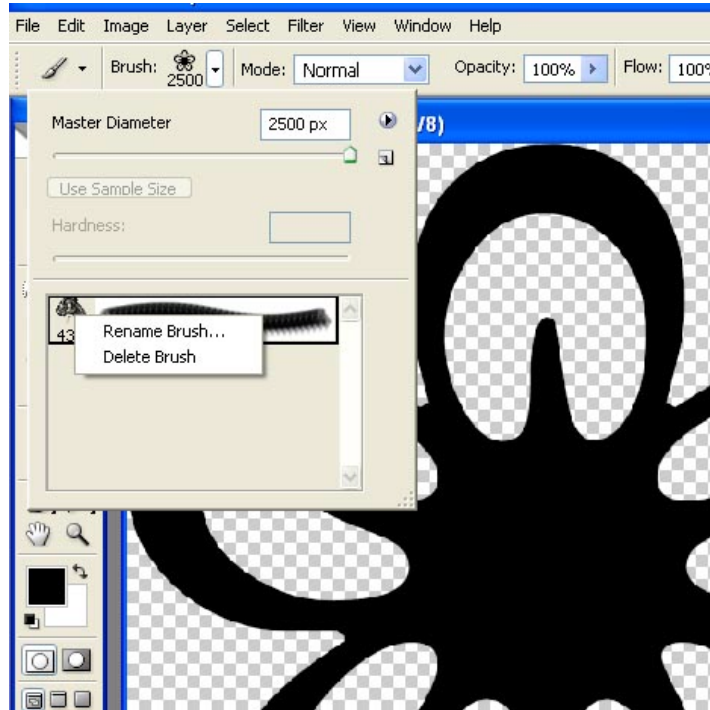 File Edit Image Layer Select Filter View Window Help
Brush: 2500 Mode: Normal Opacity: 100% Flow: 100%
Master Diameter 2500 px /8)
Use Sample Size
Hardness:
43
Rename Brush...
Delete Brush